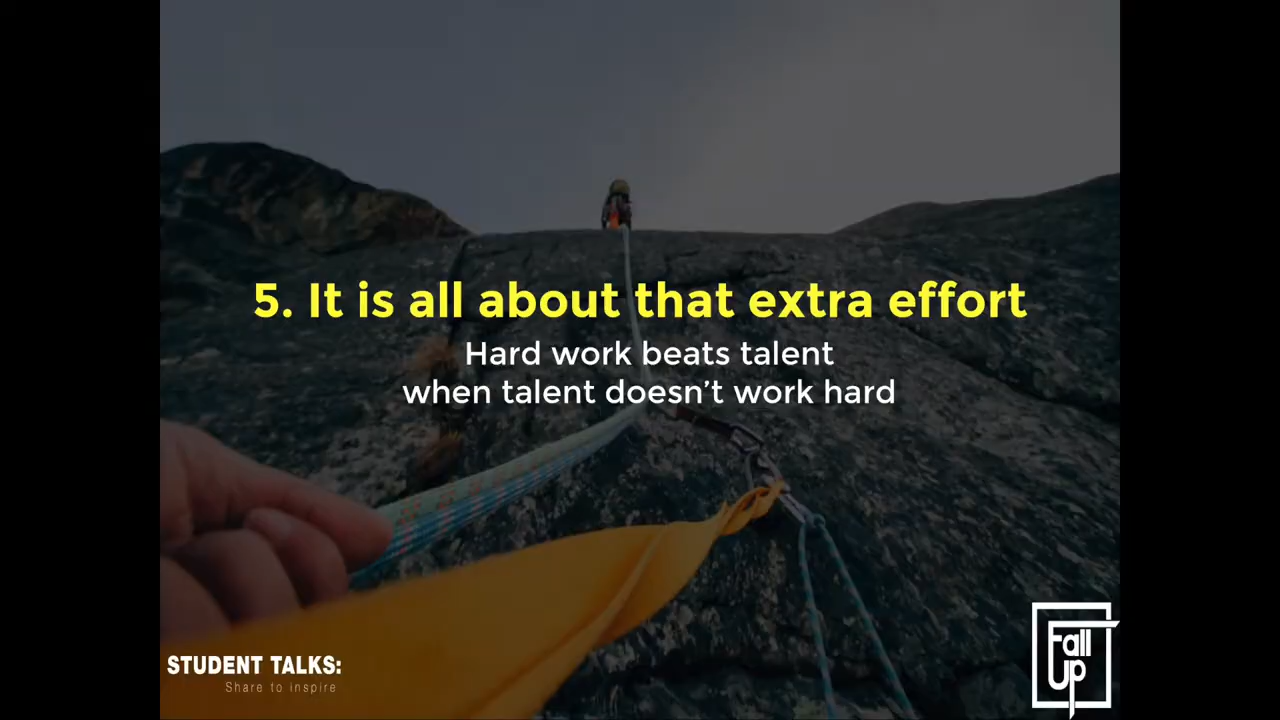 5. It is all about that extra effort
Hard work beats talent
when talent doesn’t work hard
STUDENT TALKS:
Share to inspire
Fall
Up